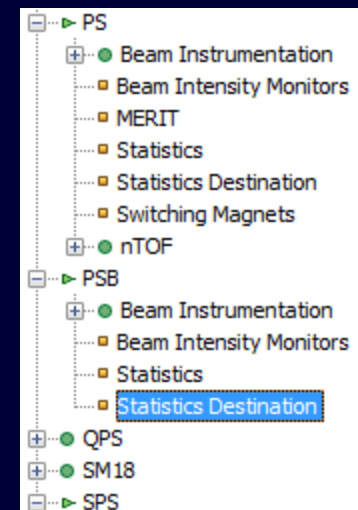 PS
Beam Instrumentation
Beam Intensity Monitors
MERIT
Statistics
Statistics Destination
Switching Magnets
nTOF
PSB
Beam Instrumentation
Beam Intensity Monitors
Statistics
Statistics Destination
QPS
SM18
SPS